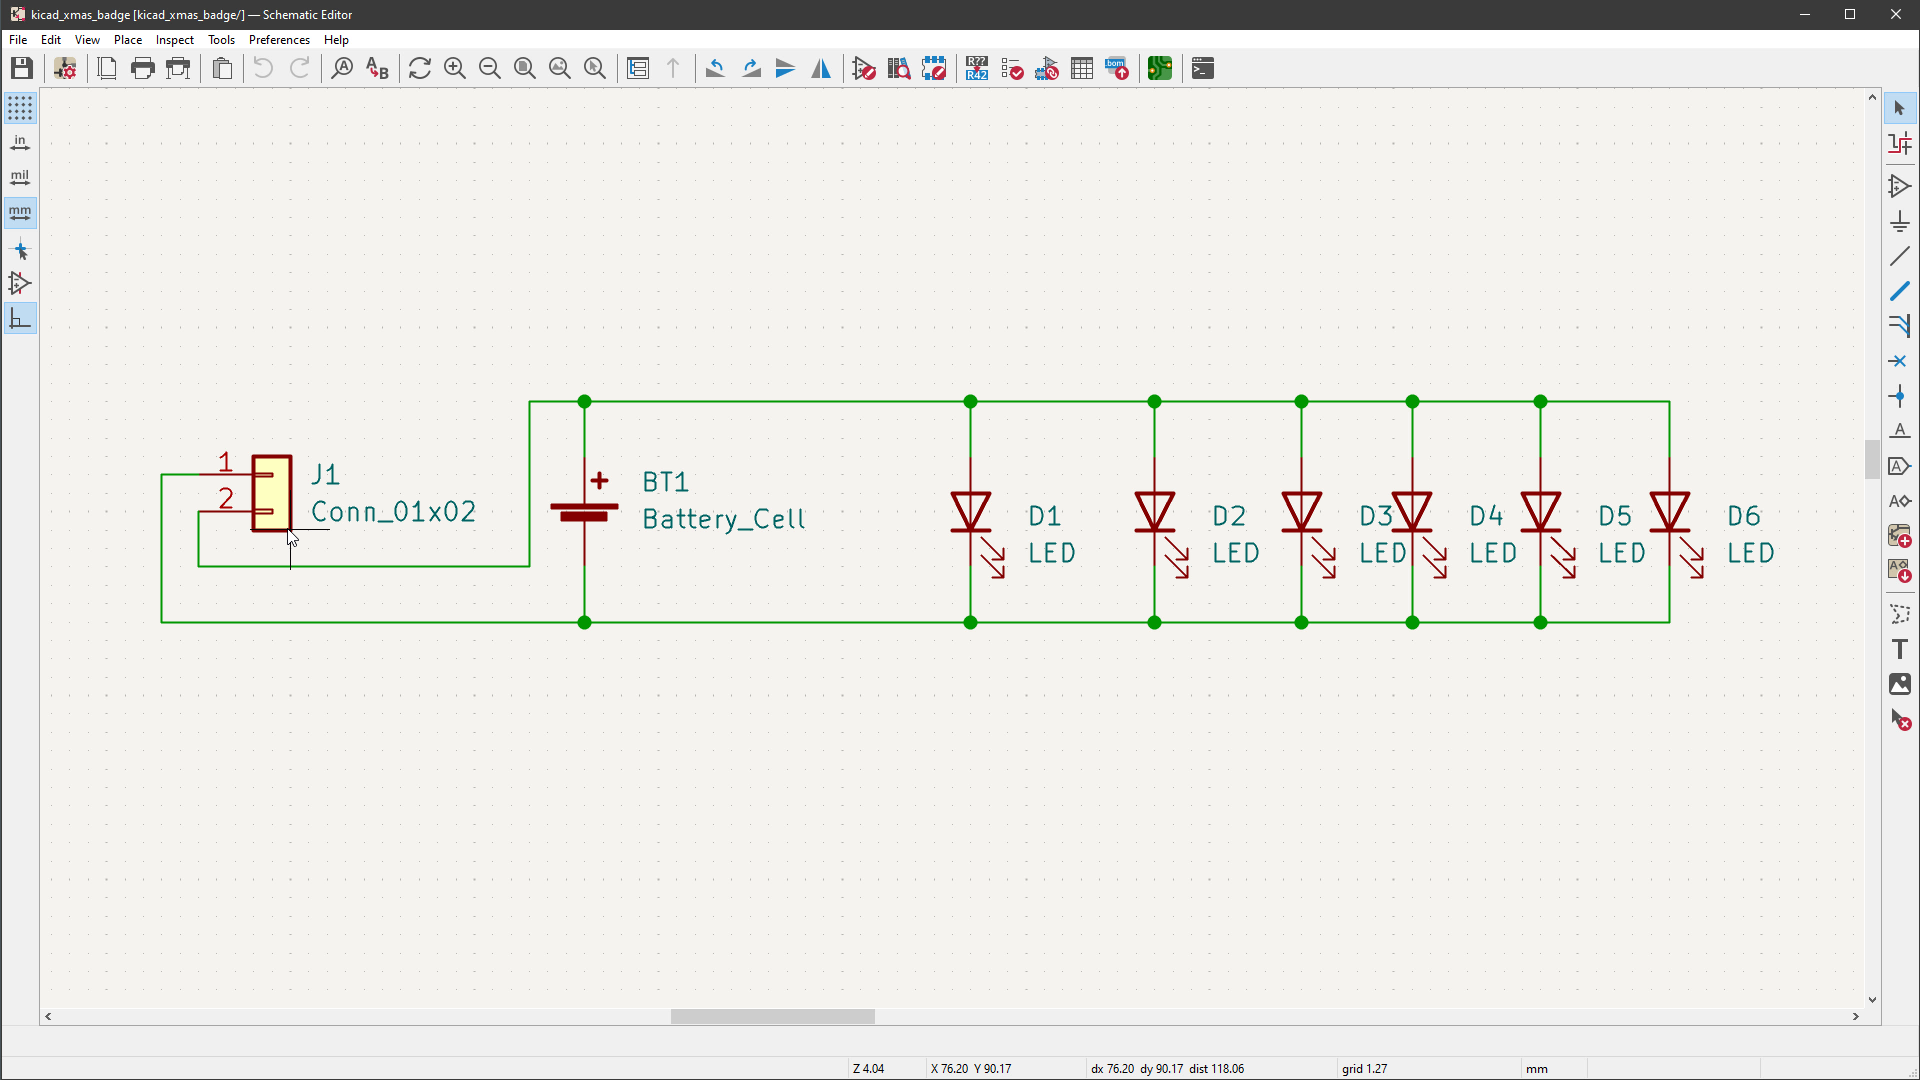 kicad_xmas_badge [kicad_xmas_badge/] — Schematic Editor
File Edit View Place Inspect Tools Preferences Help
A A B R?? R42 bom
in
mil
mm
1
2
J1
Conn_01x02
+
BT1
Battery_Cell
D1
LED
D2
LED
D3
LED
D4
LED
D5
LED
D6
LED
A
A
A
A
T
Z 4.04 X 76.20 Y 90.17 dx 76.20 dy 90.17 dist 118.06 grid 1.27 mm